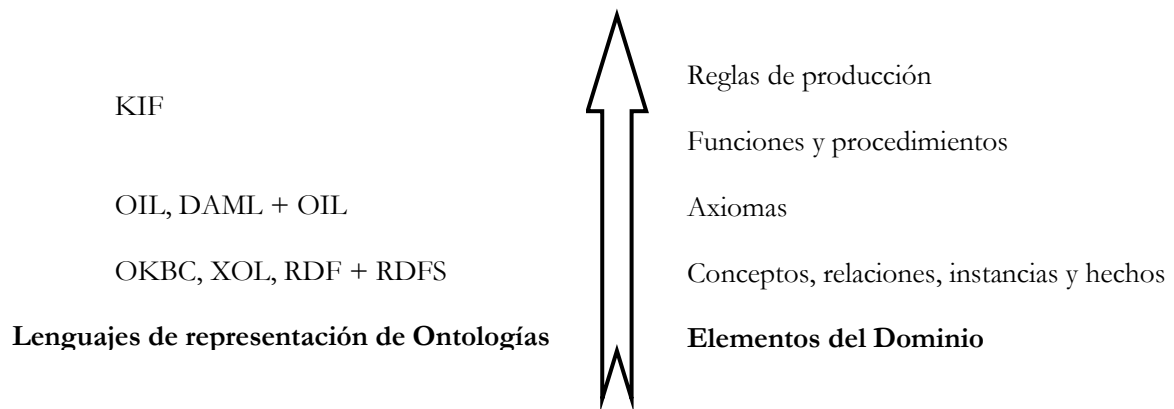 KIF
OIL, DAML + OIL
OKBC, XOL, RDF + RDFS
Lenguajes de representación de Ontologías
Reglas de producción
Funciones y procedimientos
Axiomas
Conceptos, relaciones, instancias y hechos
Elementos del Dominio